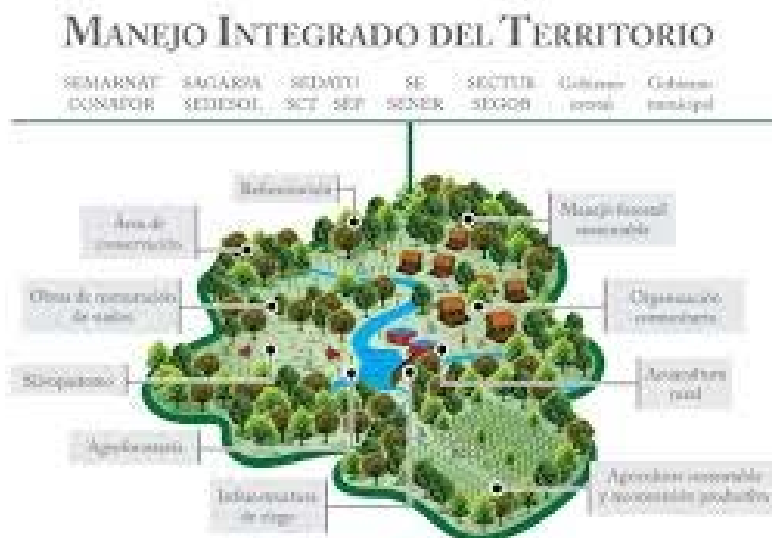 MANEJO INTEGRADO DEL TERRITORIO
SEMARNAT SAGARPA SEDATU SE SECTUR Gobierno Gobierno
CONAFOR SEDESOL SCT SEP SENER SEGOB estatal municipal
Reforestación
Área de
conservación
Manejo forestal
sustentable
Obras de restauración
de suelos
Organización
comunitaria
Silvopastoreo
Acuicultura
rural
Agroforestería
Infraestructura
de riego
Agricultura sustentable
y reconversión productiva